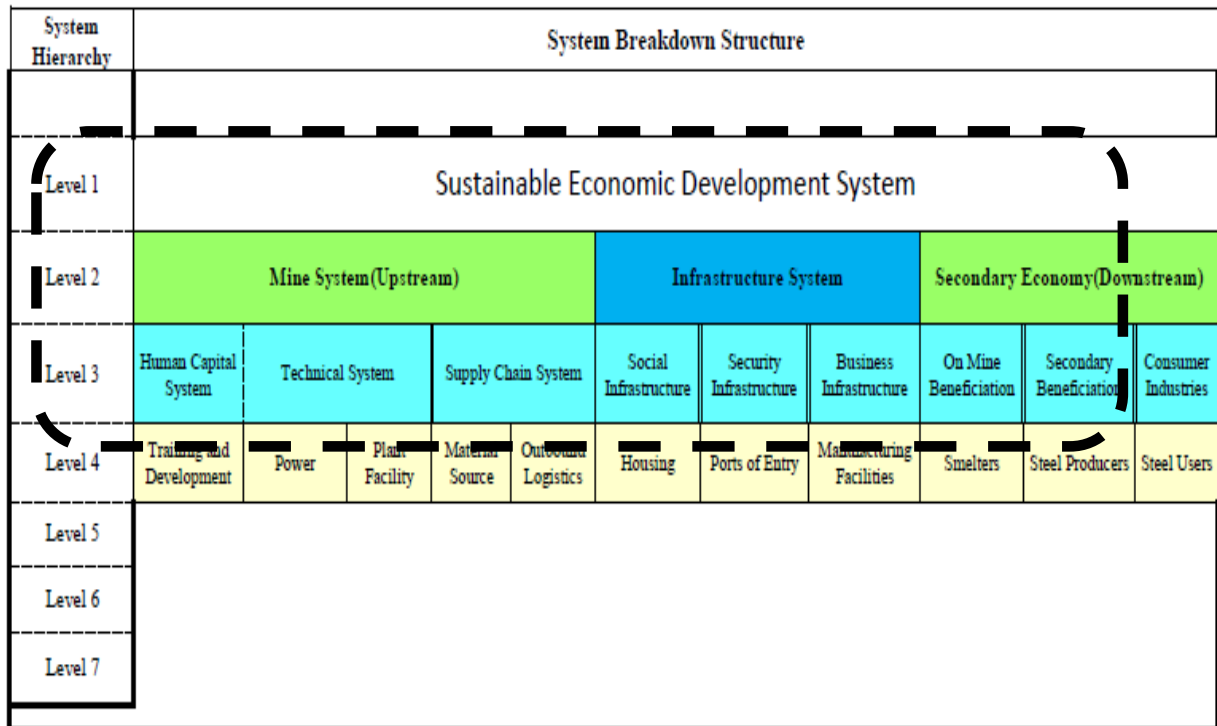 System
Hierarchy
System Breakdown Structure
Level 1
Sustainable Economic Development System
Level 2
Mine System(Upstream)
Infrastructure System
Secondary Economy(Downstream)
Level 3
Human Capital
System
Technical System
Supply Chain System
Social
Infrastructure
Security
Infrastructure
Business
Infrastructure
On Mine
Beneficiation
Secondary
Beneficiation
Consumer
Industries
Level 4
Training and
Development
Power
Plant
Facility
Material
Source
Outbound
Logistics
Housing
Ports of Entry
Manufacturing
Facilities
Smelters
Steel Producers
Steel Users
Level 5
Level 6
Level 7